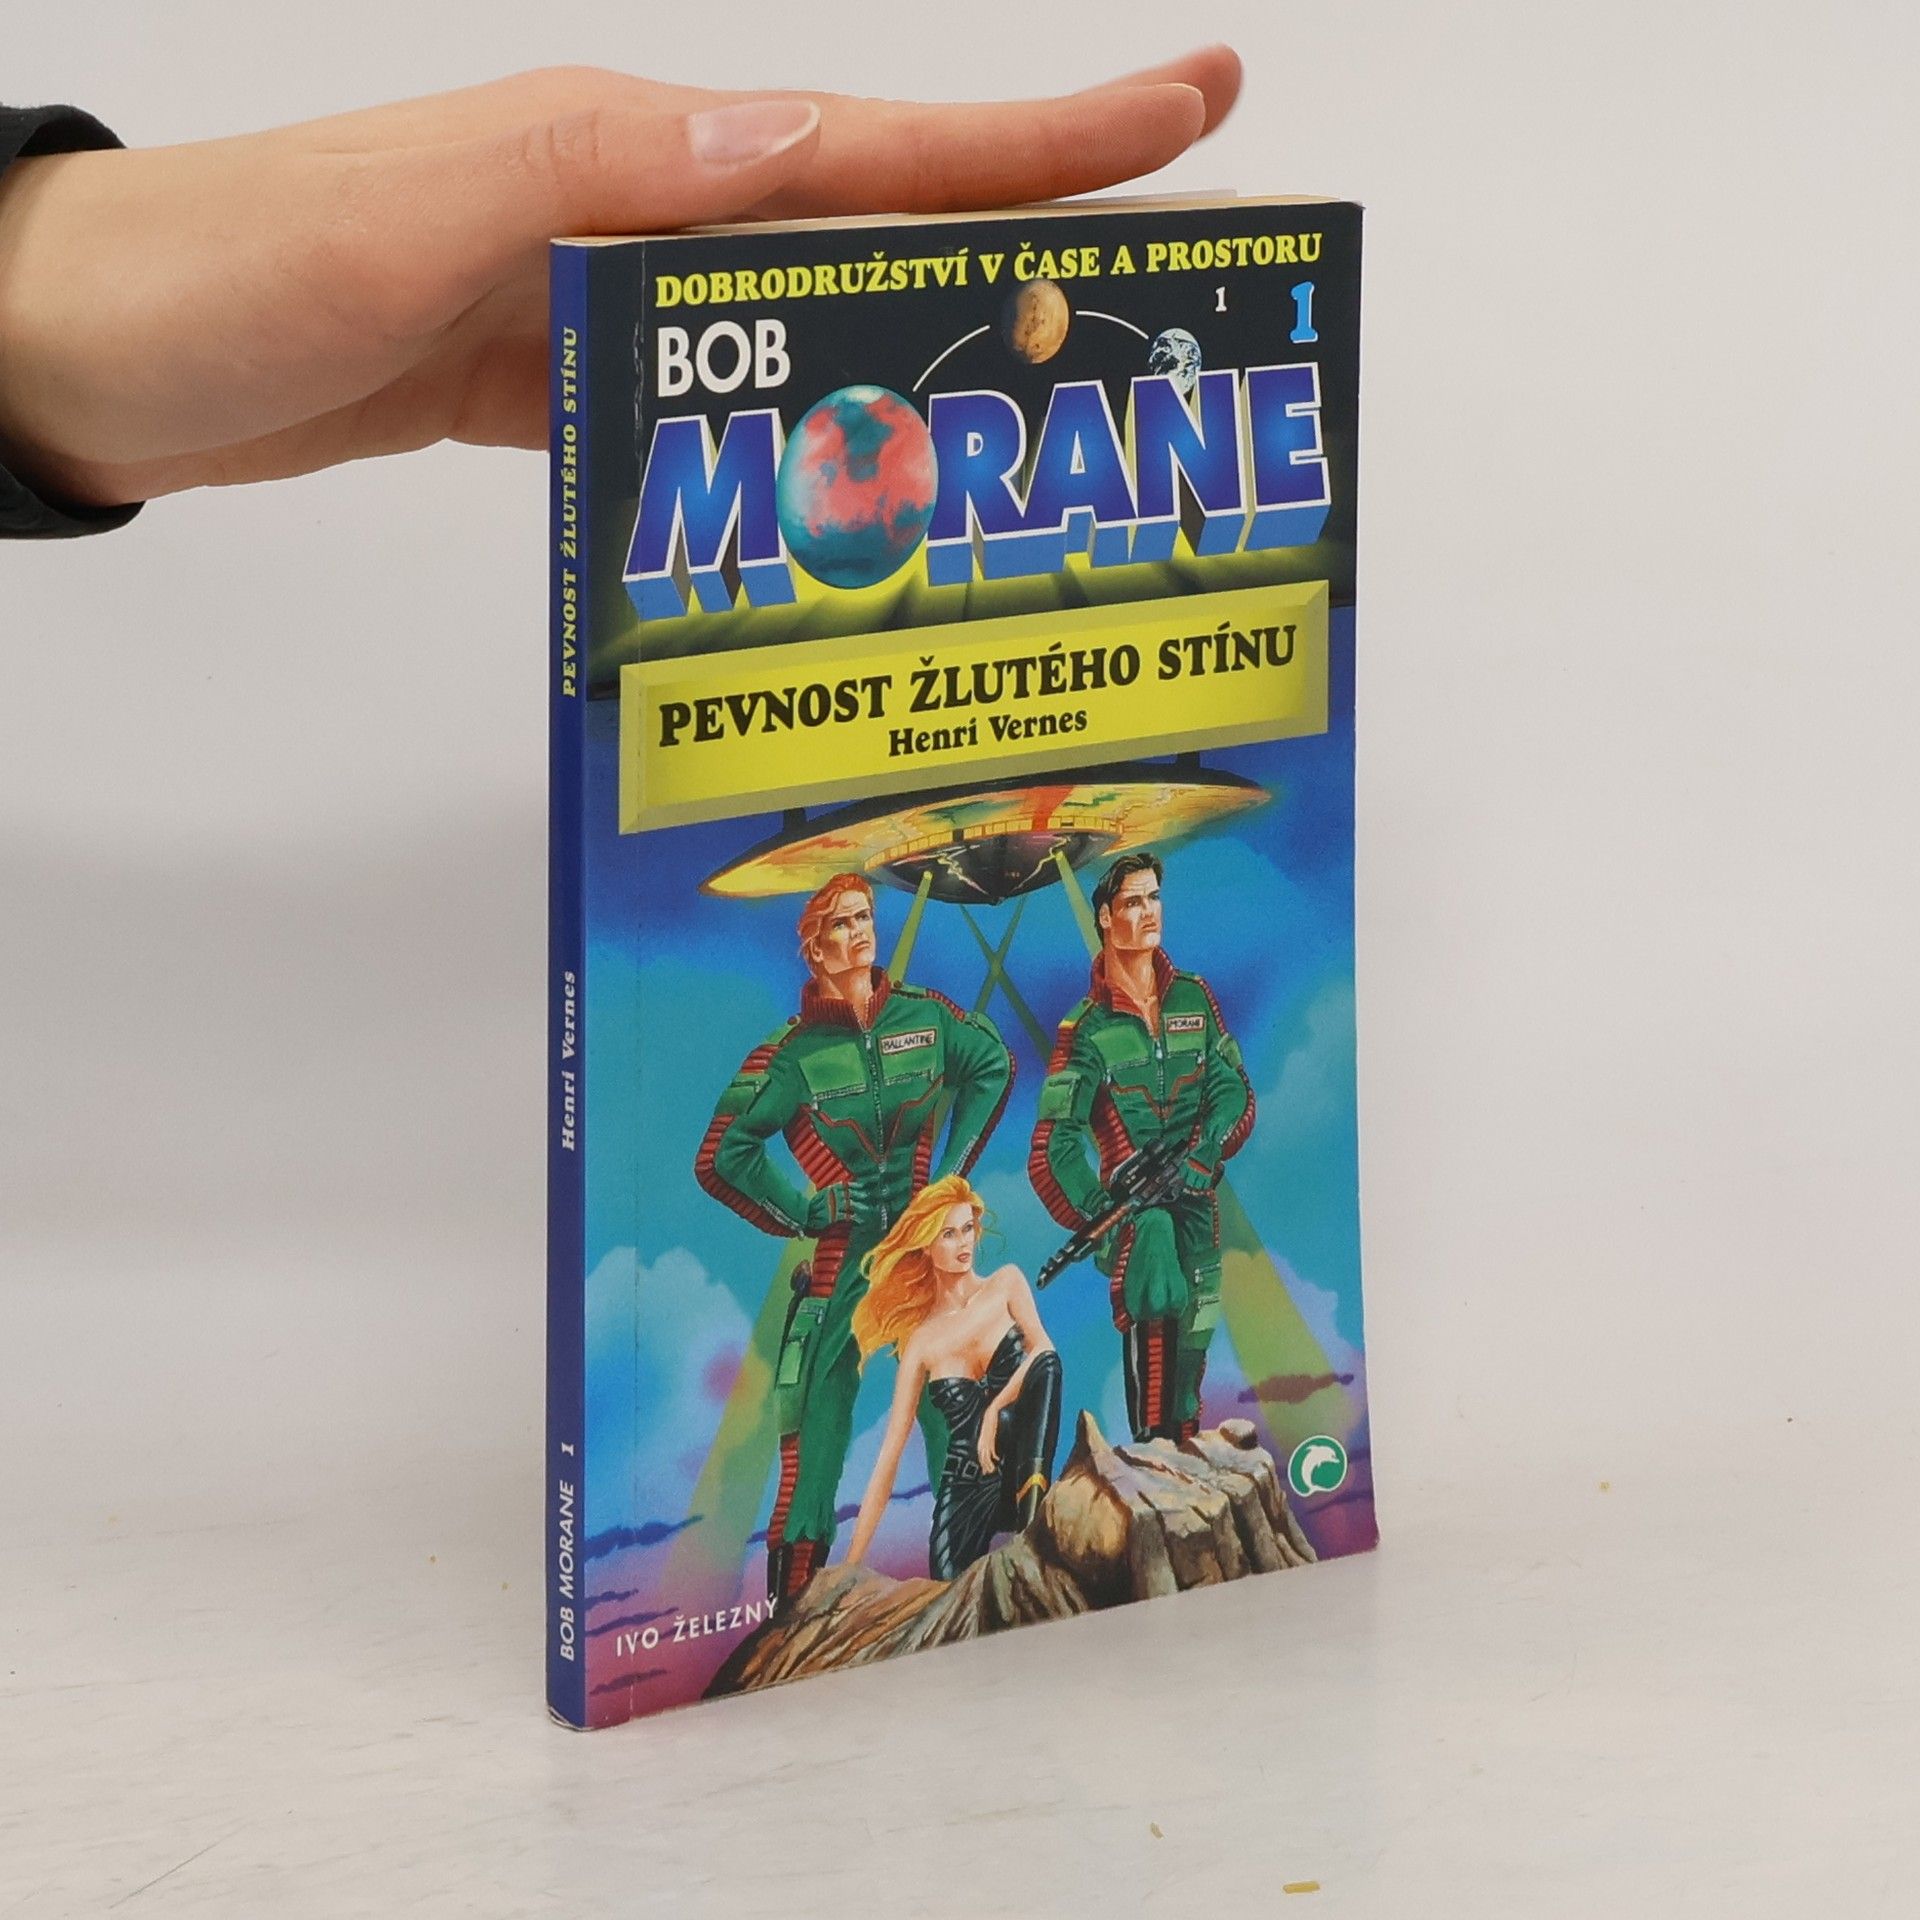 DOBRODRUŽSTVÍ V ČASE A PROSTORU
1 1
BOB
MORANE
PEVNOST ŽLUTÉHO STÍNU
Henri Vernes
BALLANTINE
MORANE
IVO ŽELEZNÝ
PEVNOST ŽLUTÉHO STÍNU
Henri Vernes
BOB MORANE 1